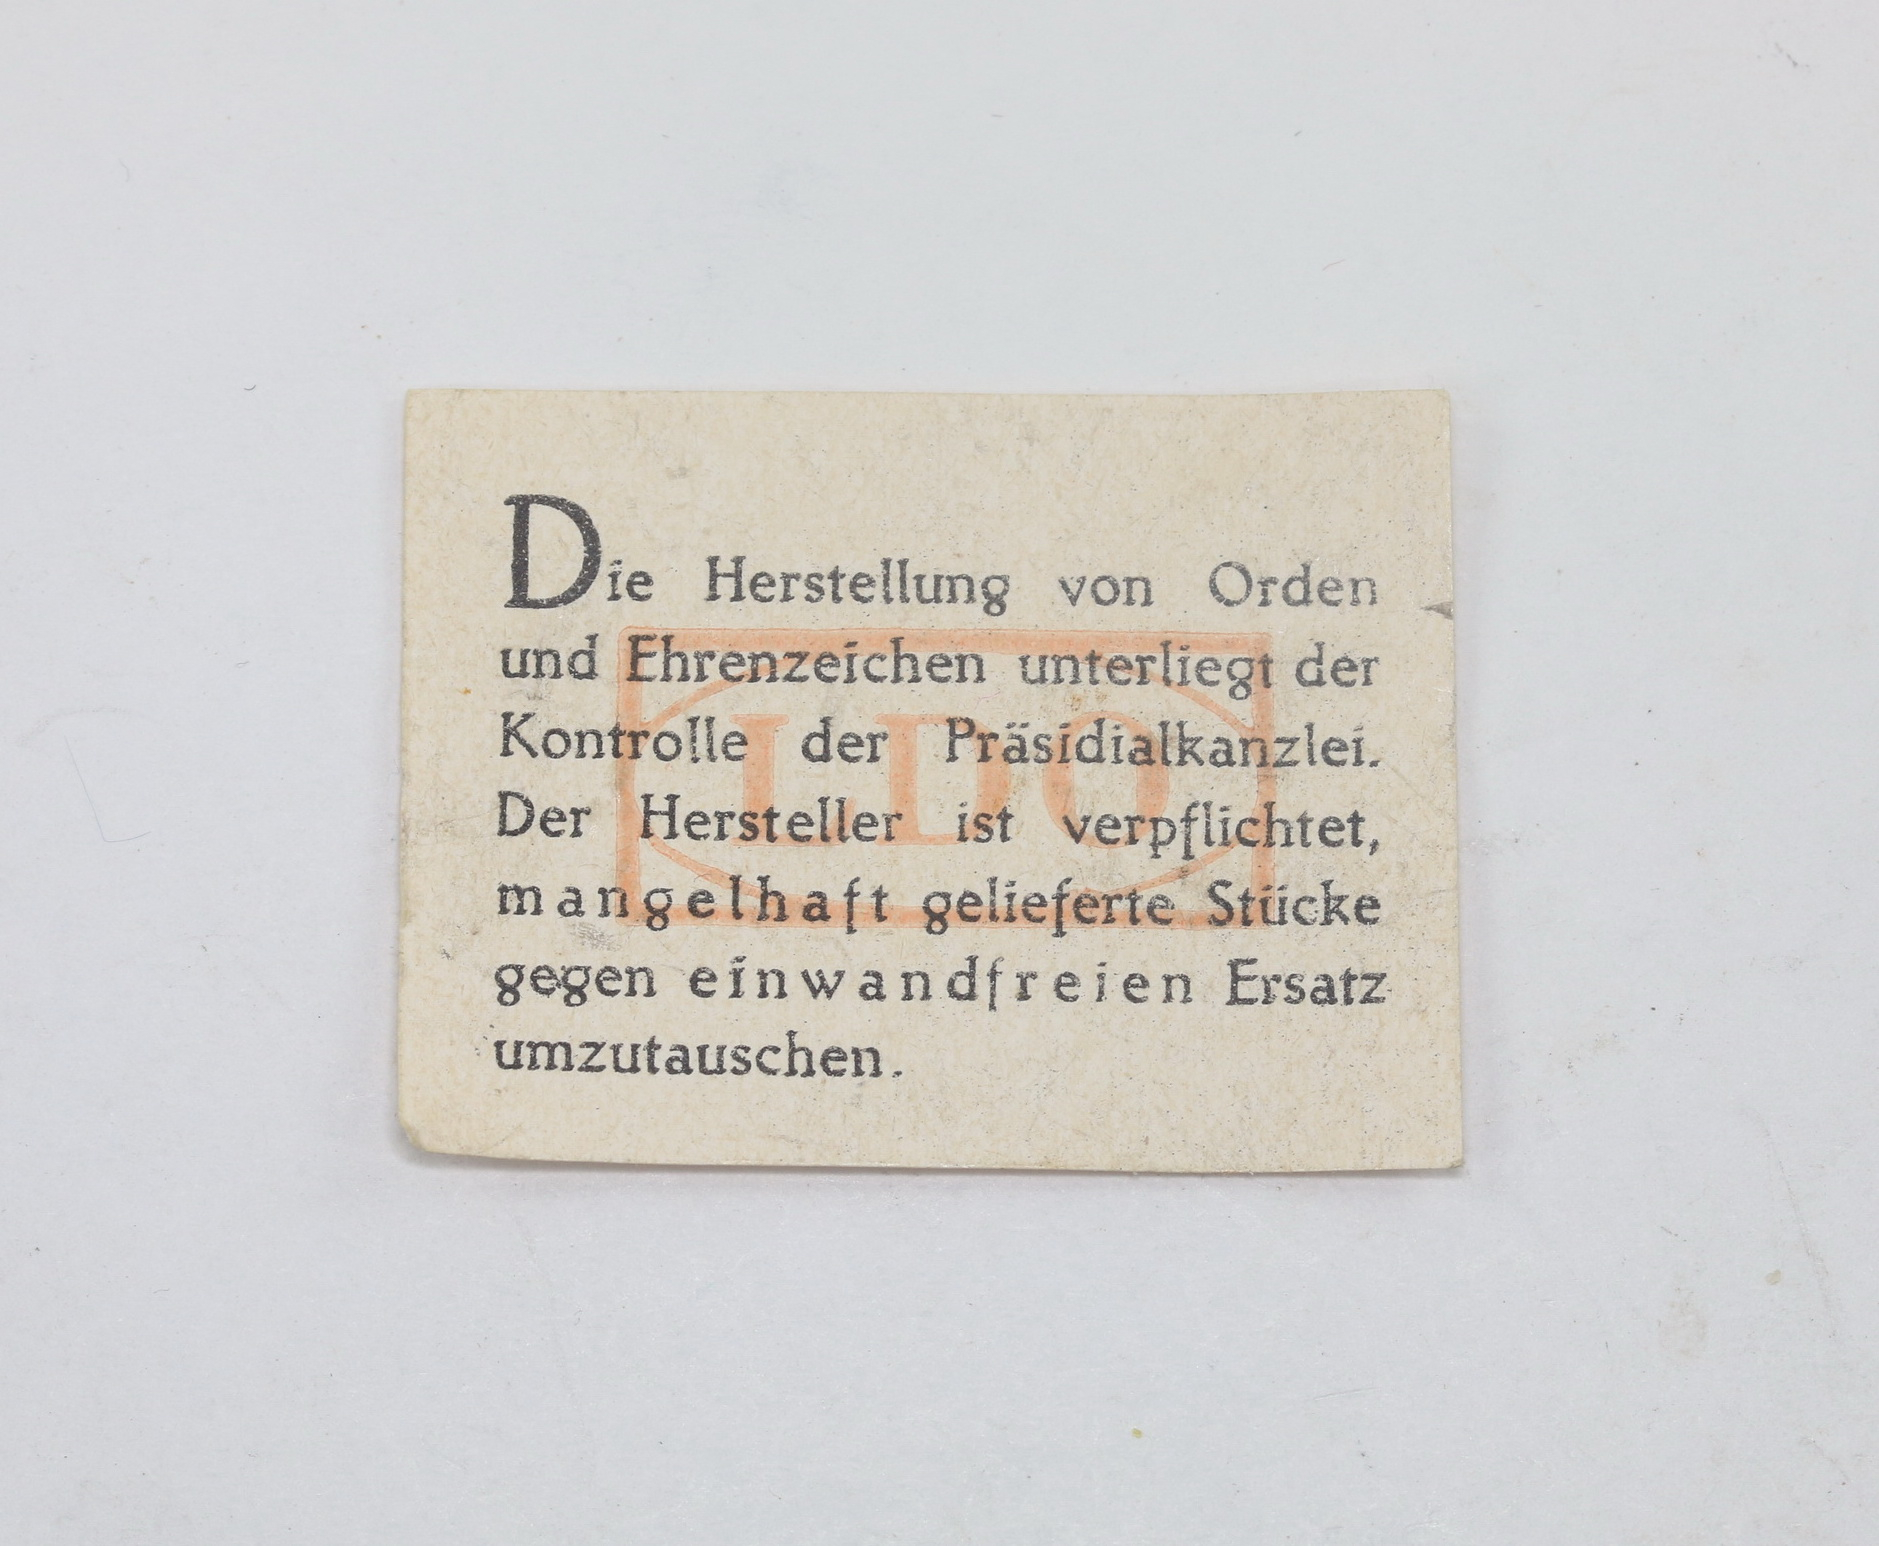 Die Herstellung von Orden
und Ehrenzeichen unterliegt der
Kontrolle der Präsidialkanzlei.
Der Hersteller ist verpflichtet,
mangelhaft gelieferte Stücke
gegen einwandfreien Ersatz
umzutauschen.
LDO